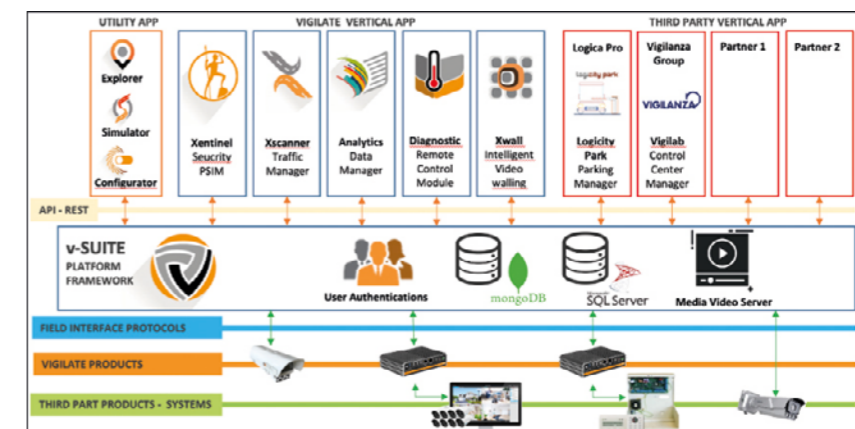 UTILITY APP
VIGILATE VERTICAL APP
THIRD PARTY VERTICAL APP
Explorer
Simulator
Configurator
Xentinel
Seucrity
PSIM
Xscanner
Traffic
Manager
Analytics
Data
Manager
Diagnostic
Remote
Control
Module
Xwall
Intelligent
Video
walling
Logica Pro
logicity park
Logicity
Park
Parking
Manager
Vigilanza
Group
VIGILANZA
Vigilab
Control
Center
Manager
Partner 1
Partner 2
API - REST
v-SUITE
PLATFORM
FRAMEWORK
User Authentications
mongoDB
SQL Server
Media Video Server
FIELD INTERFACE PROTOCOLS
VIGILATE PRODUCTS
THIRD PART PRODUCTS - SYSTEMS